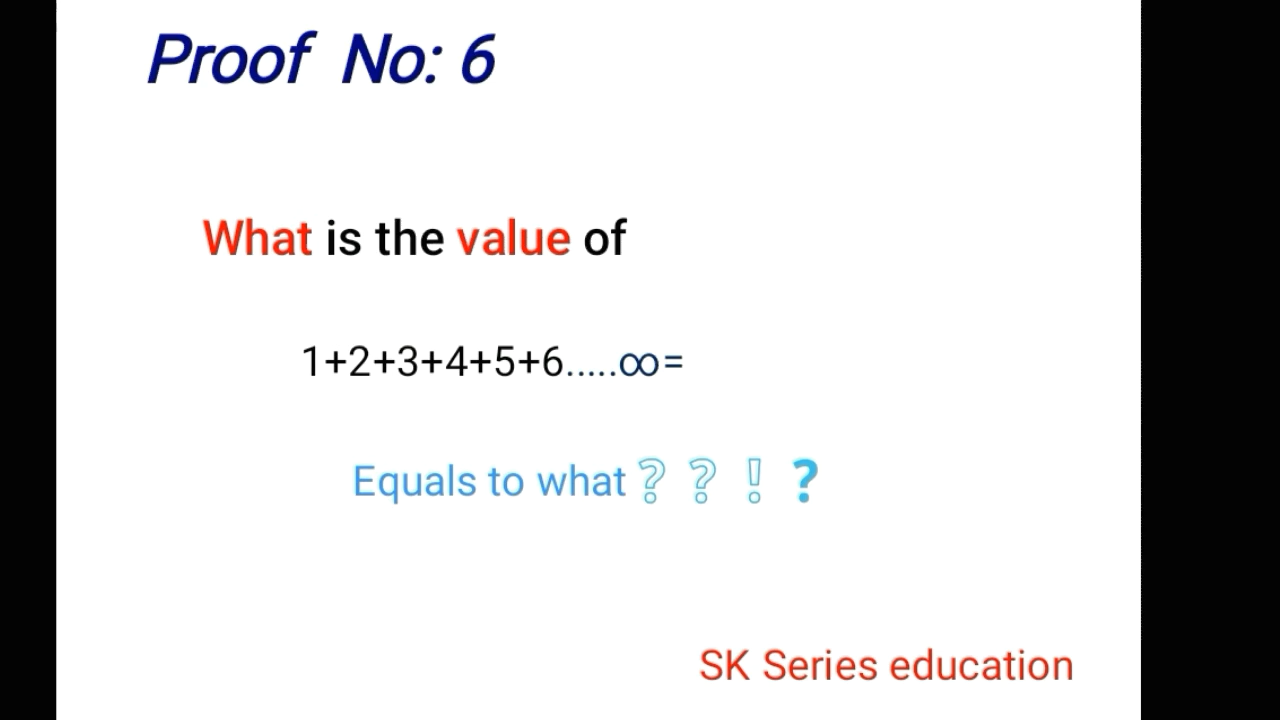 Proof No: 6
What is the value of
1+2+3+4+5+6.....∞=
Equals to what❔❔❕❓
SK Series education